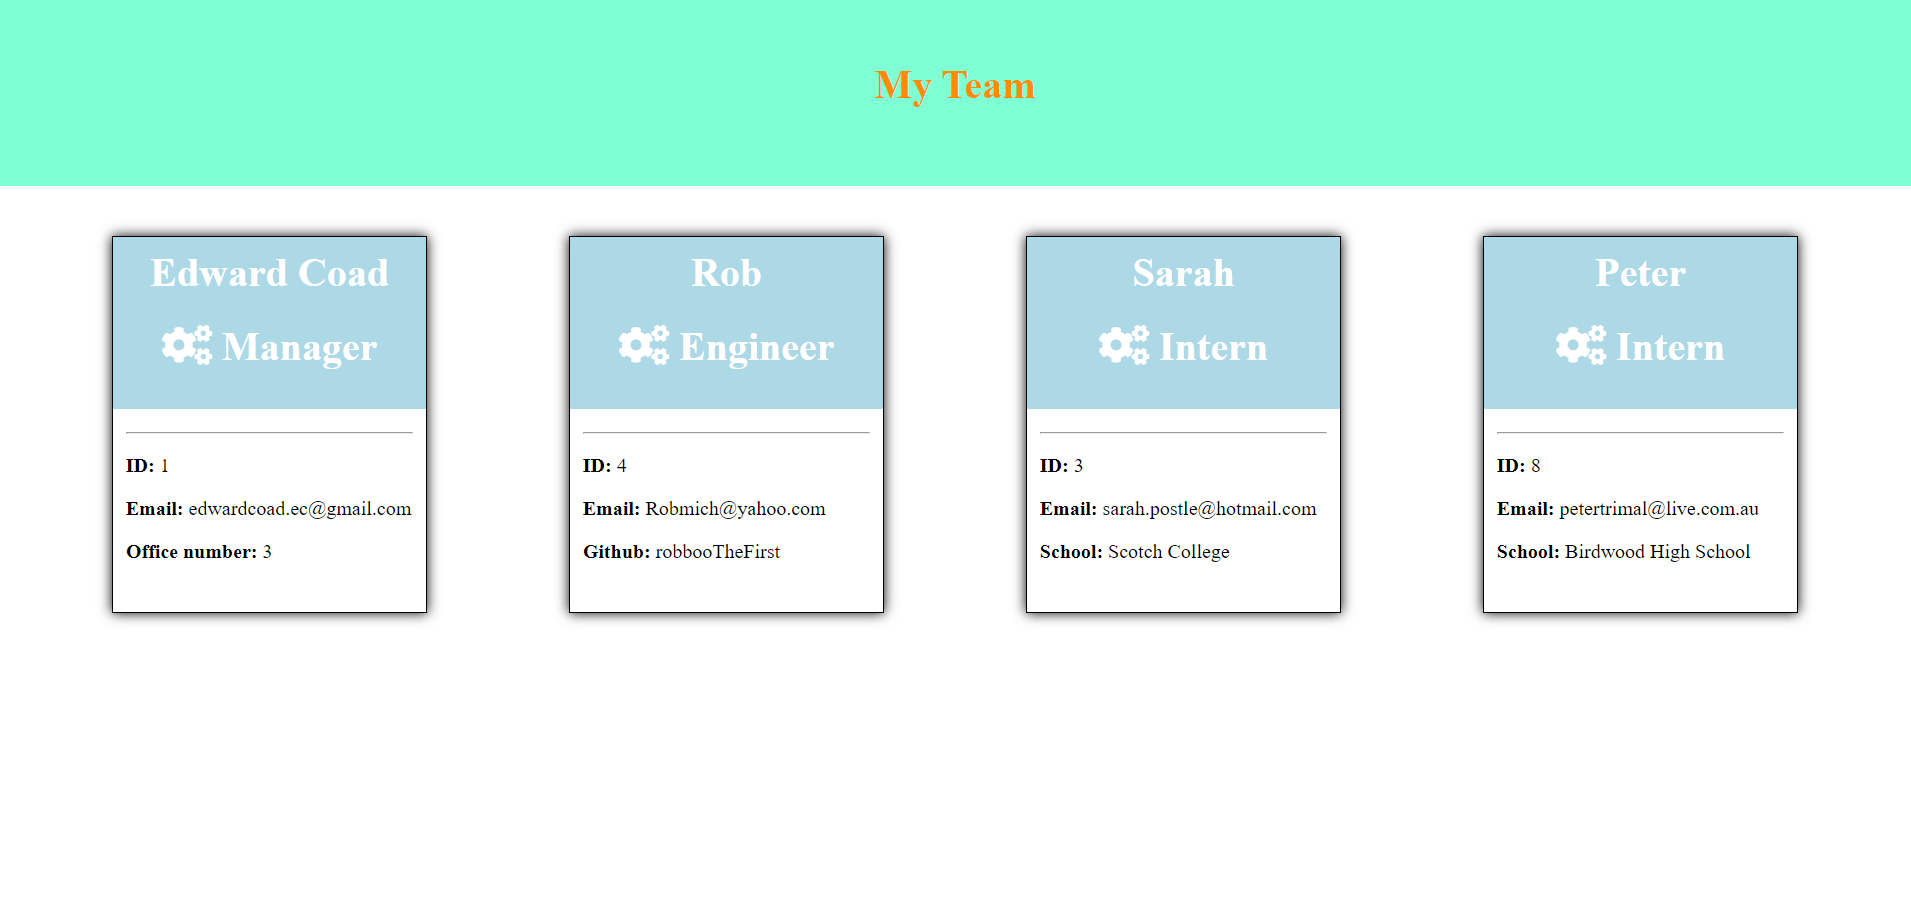 My Team
Edward Coad
Manager
ID: 1
Email: edwardcoad.ec@gmail.com
Office number: 3
Rob
Engineer
ID: 4
Email: Robmich@yahoo.com
Github: robbooTheFirst
Sarah
Intern
ID: 3
Email: sarah.postle@hotmail.com
School: Scotch College
Peter
Intern
ID: 8
Email: petertrimal@live.com.au
School: Birdwood High School